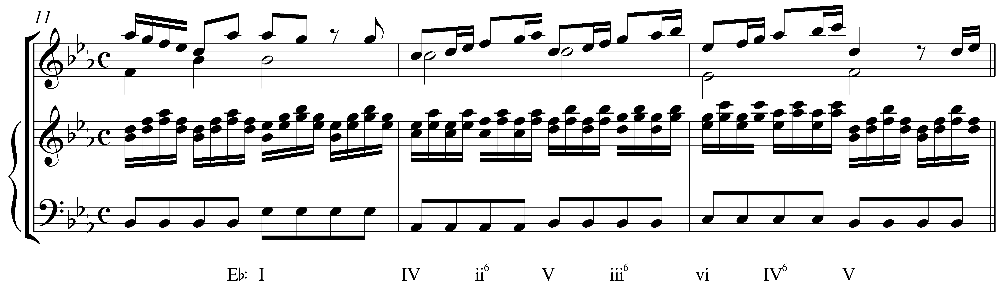 11
E♭: I IV ii⁶ V iii⁶ vi IV⁶ V